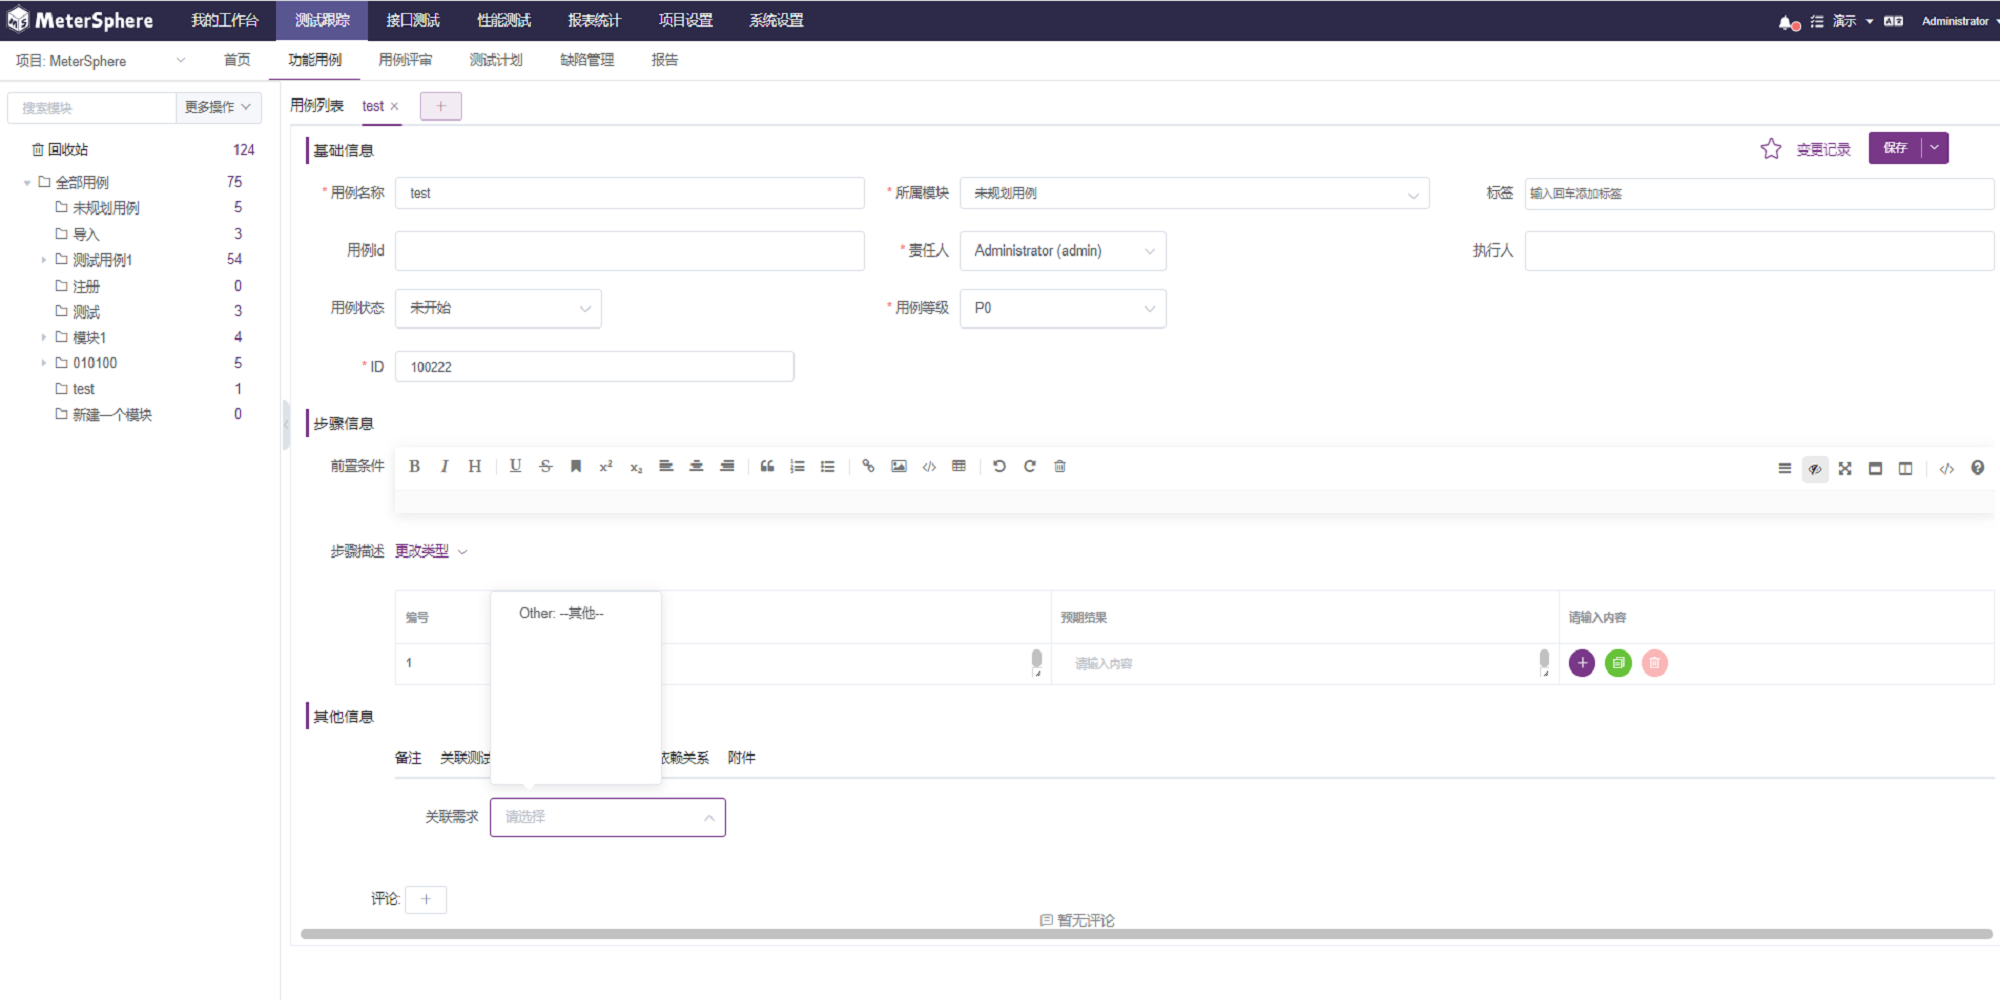 MeterSphere 我的工作台 测试跟踪 接口测试 性能测试 报表统计 项目设置 系统设置 演示 Administrator
项目: MeterSphere 首页 功能用例 用例评审 测试计划 缺陷管理 报告
搜索模块 更多操作 用例列表 test × +
回收站 124 基础信息 变更记录 保存
全部用例 75
* 用例名称 test * 所属模块 未规划用例 标签 输入回车添加标签
未规划用例 5
导入 3
用例id * 责任人 Administrator (admin) 执行人
测试用例1 54
注册 0
测试 3
用例状态 未开始 * 用例等级 P0
模块1 4
010100 5
* ID 100222
test 1
新建一个模块 0
步骤信息
前置条件 B I H U S x² x₂
步骤描述 更改类型
编号 预期结果 请输入内容
Other: --其他--
1 请输入内容
其他信息
备注 关联测试 依赖关系 附件
关联需求 请选择
评论: +
暂无评论